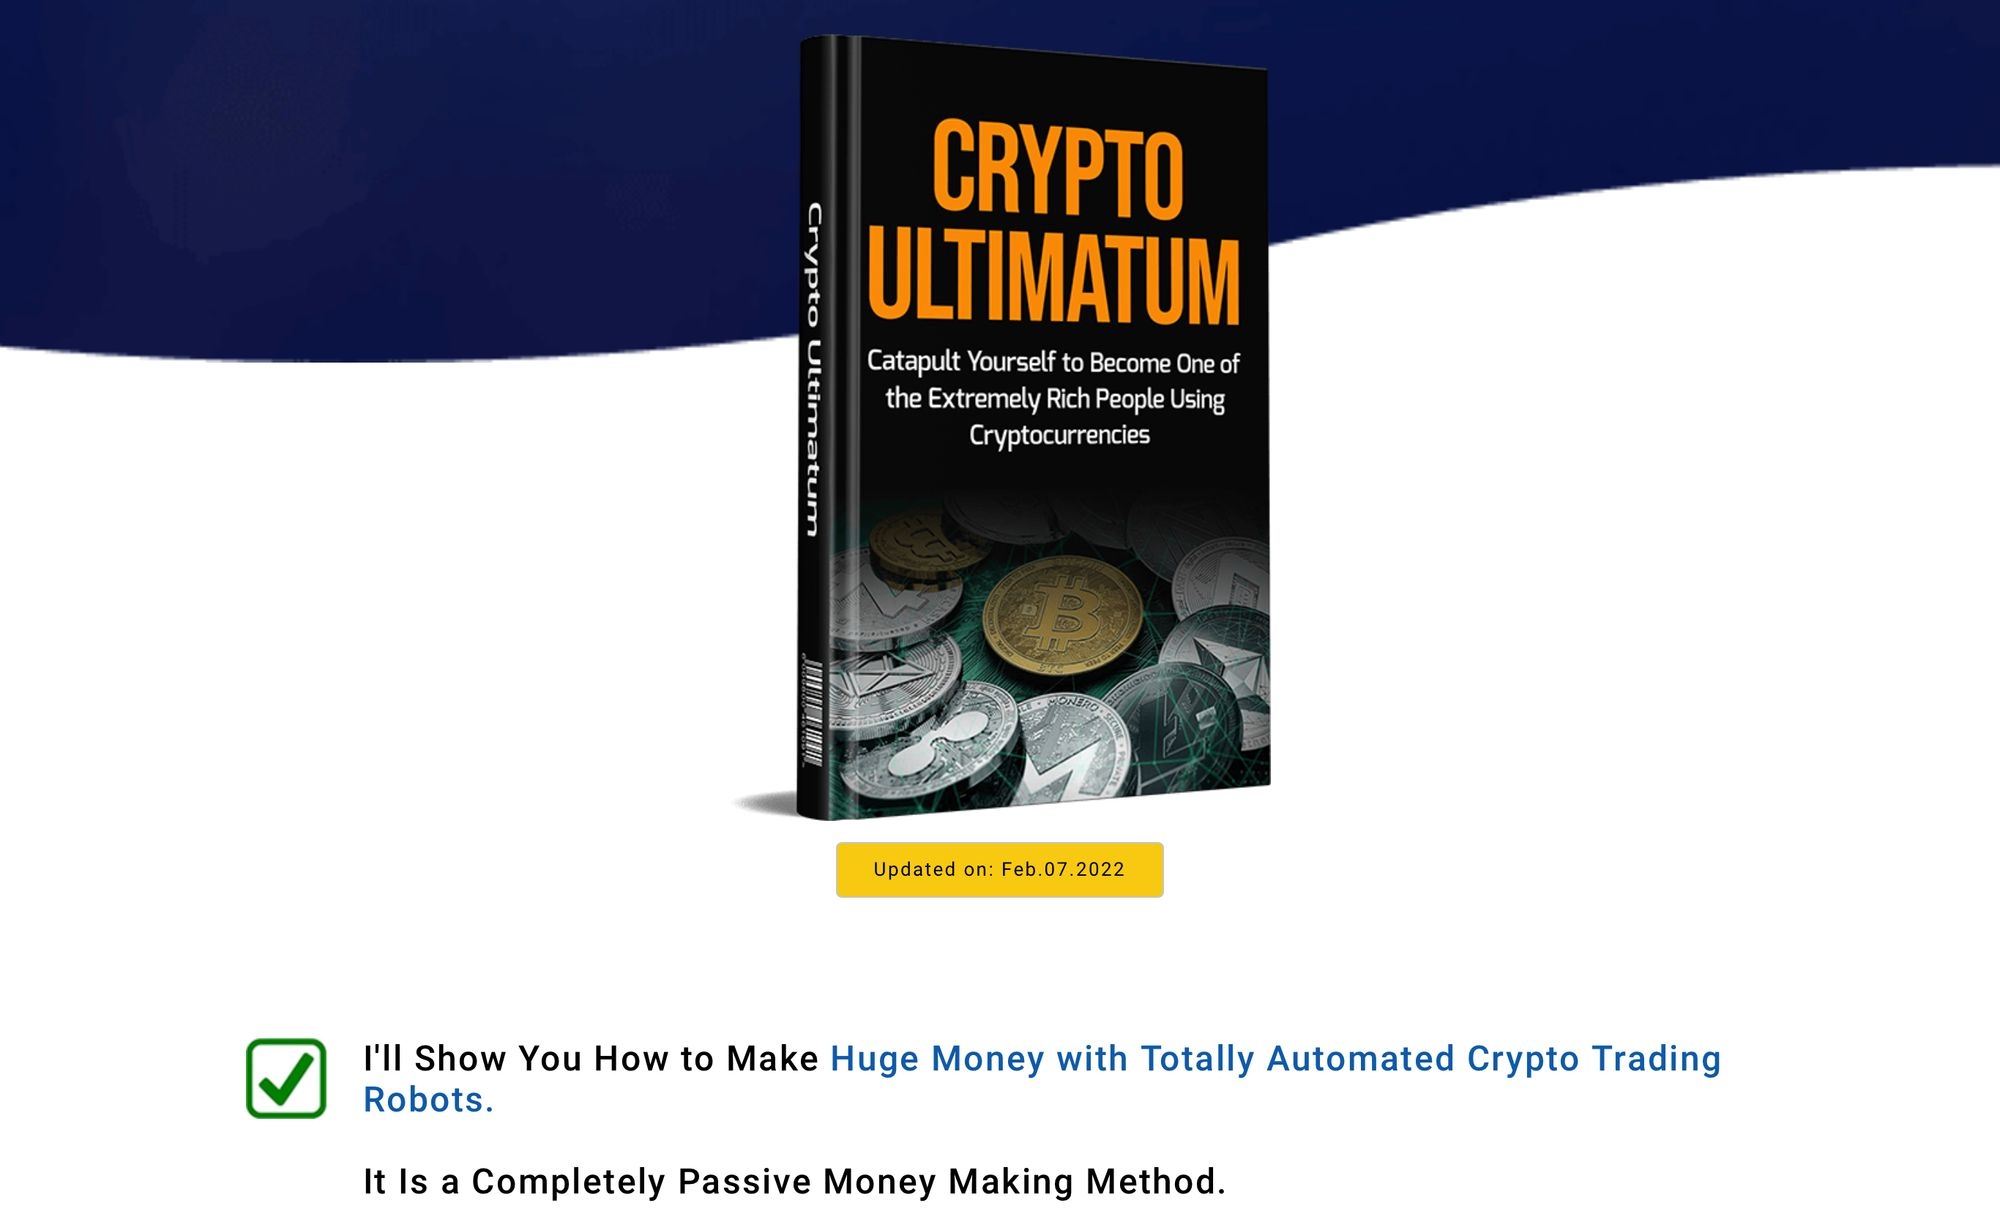 CRYPTO
ULTIMATUM
Catapult Yourself to Become One of
the Extremely Rich People Using
Cryptocurrencies
Crypto Ultimatum
MONERO
Updated on: Feb.07.2022
I'll Show You How to Make Huge Money with Totally Automated Crypto Trading
Robots.
It Is a Completely Passive Money Making Method.